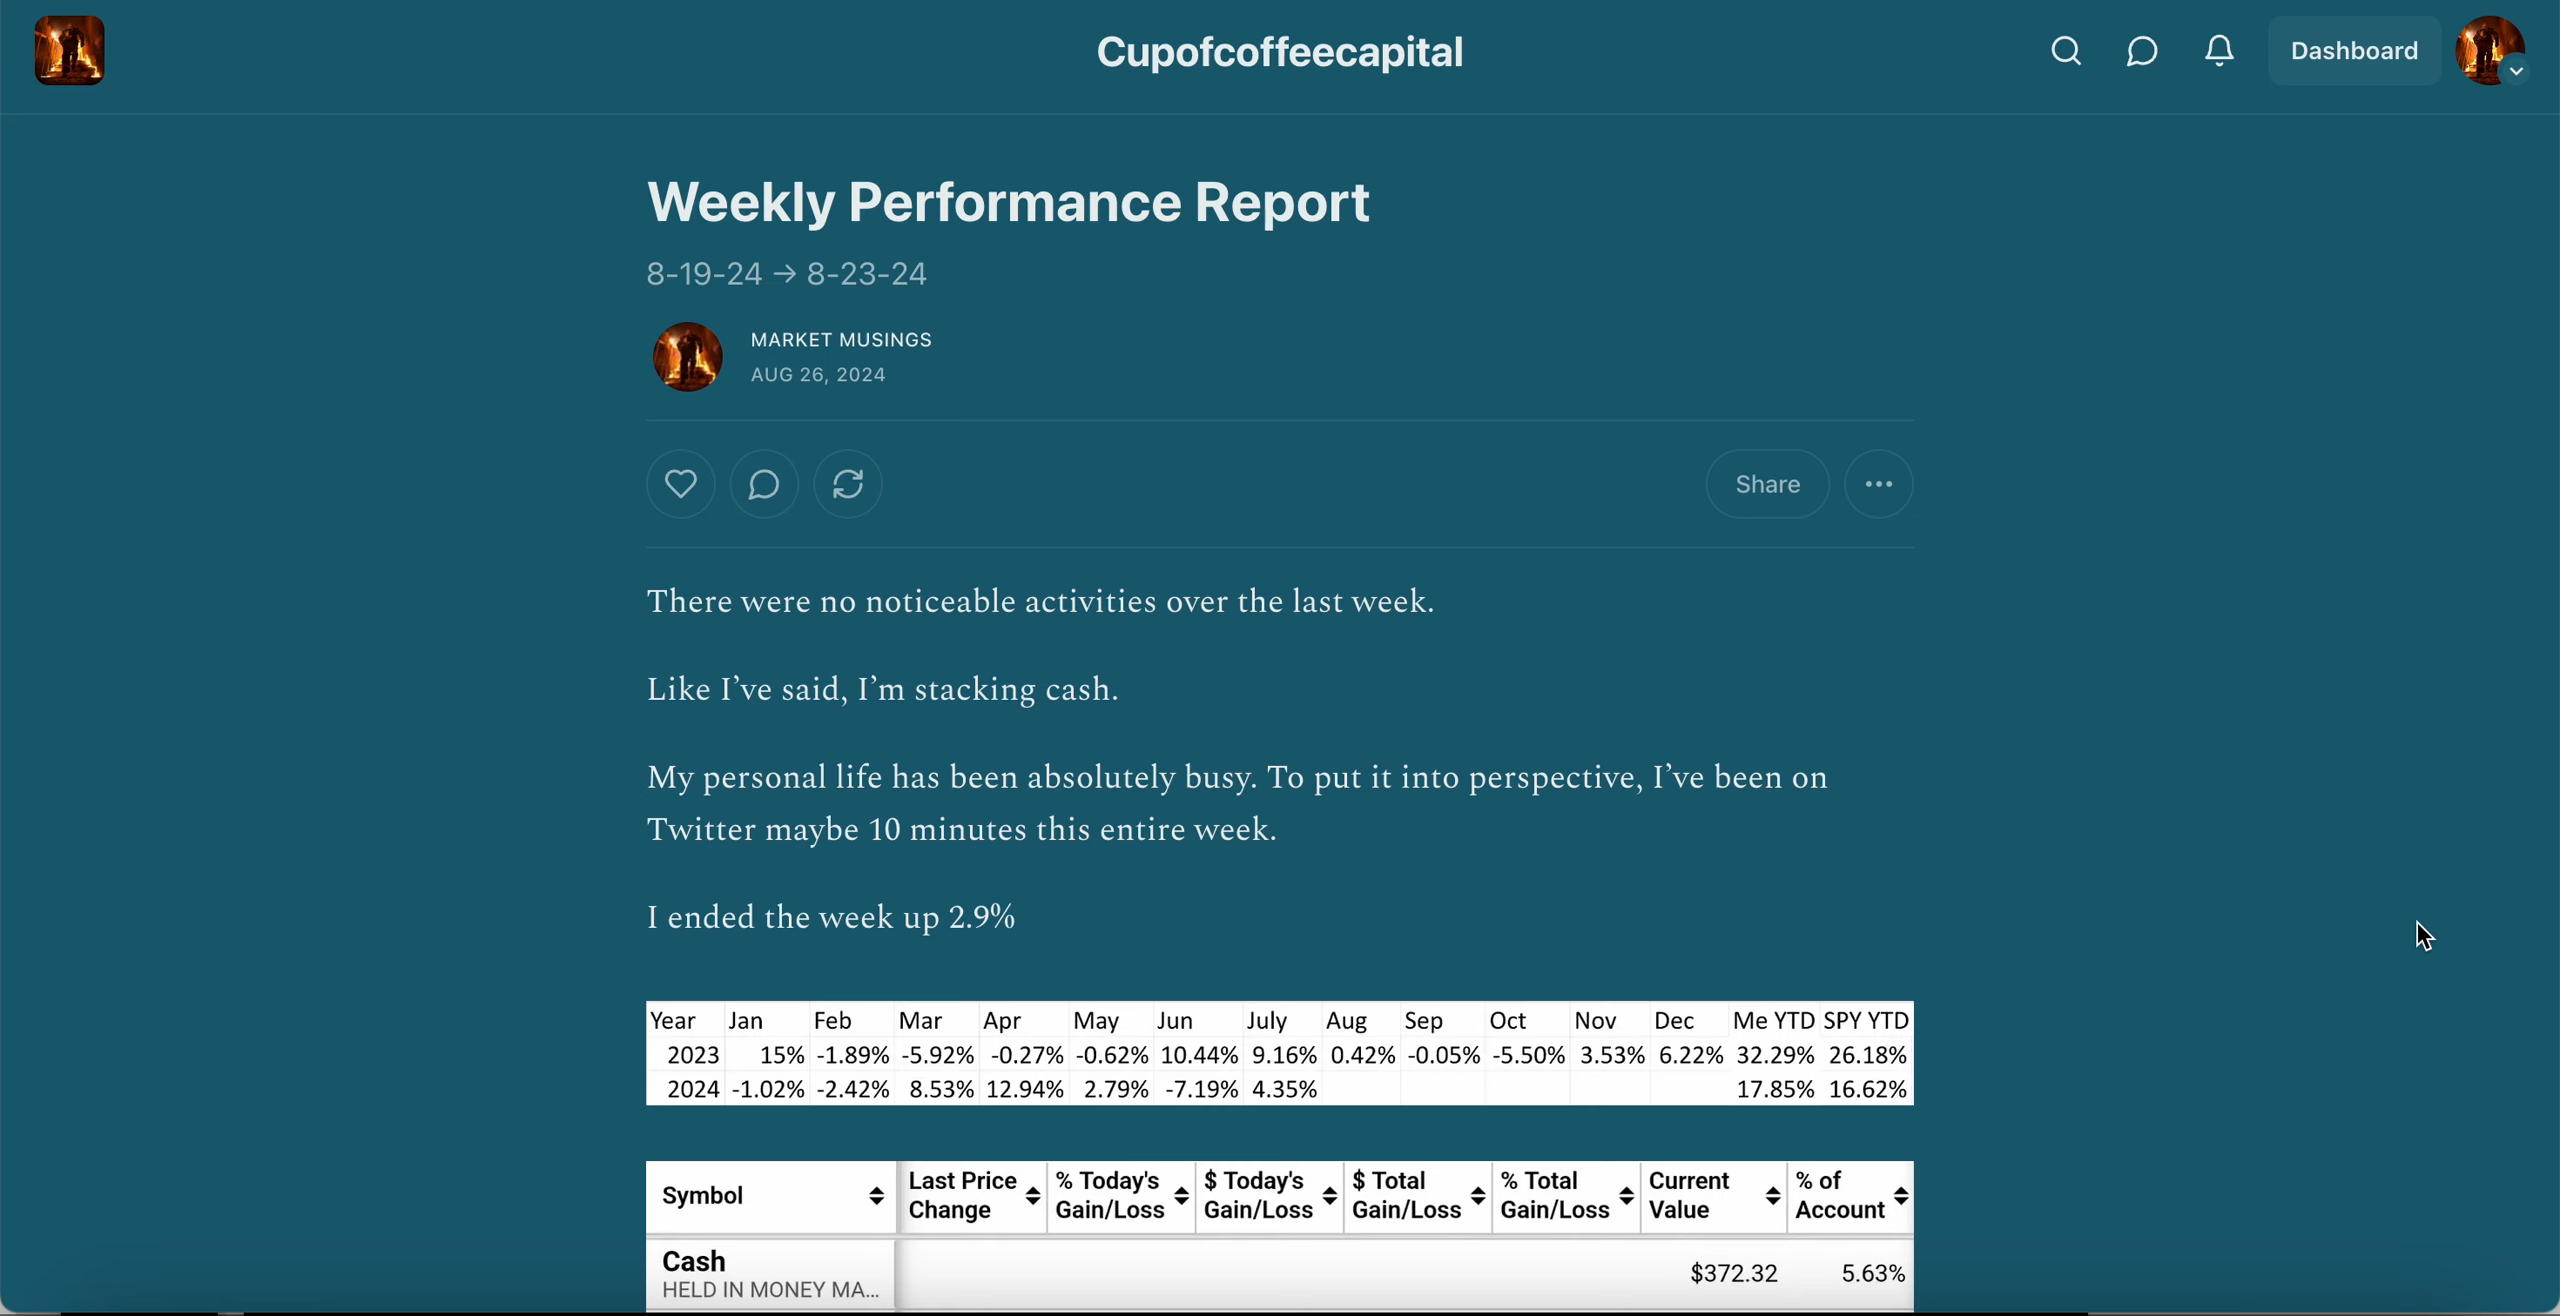 Cupofcoffeecapital
Dashboard
Weekly Performance Report
8-19-24 → 8-23-24
MARKET MUSINGS
AUG 26, 2024
Share
There were no noticeable activities over the last week.
Like I’ve said, I’m stacking cash.
My personal life has been absolutely busy. To put it into perspective, I’ve been on
Twitter maybe 10 minutes this entire week.
I ended the week up 2.9%
Year Jan Feb Mar Apr May Jun July Aug Sep Oct Nov Dec Me YTD SPY YTD
2023 15% -1.89% -5.92% -0.27% -0.62% 10.44% 9.16% 0.42% -0.05% -5.50% 3.53% 6.22% 32.29% 26.18%
2024 -1.02% -2.42% 8.53% 12.94% 2.79% -7.19% 4.35% 17.85% 16.62%
Symbol Last Price % Today's $ Today's $ Total % Total Current % of
Change Gain/Loss Gain/Loss Gain/Loss Gain/Loss Value Account
Cash $372.32 5.63%
HELD IN MONEY MA...